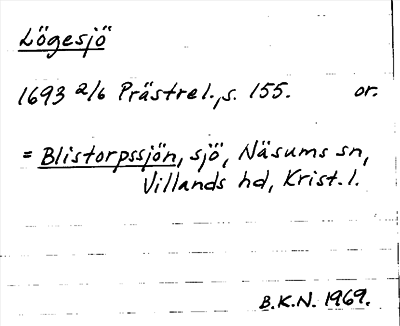 Lögesjö
1693 2/6 Prästrel., s. 155. or.
= Blistorpssjön, sjö, Näsums sn,
Villands hd, Krist. l.
B.K.N. 1969.